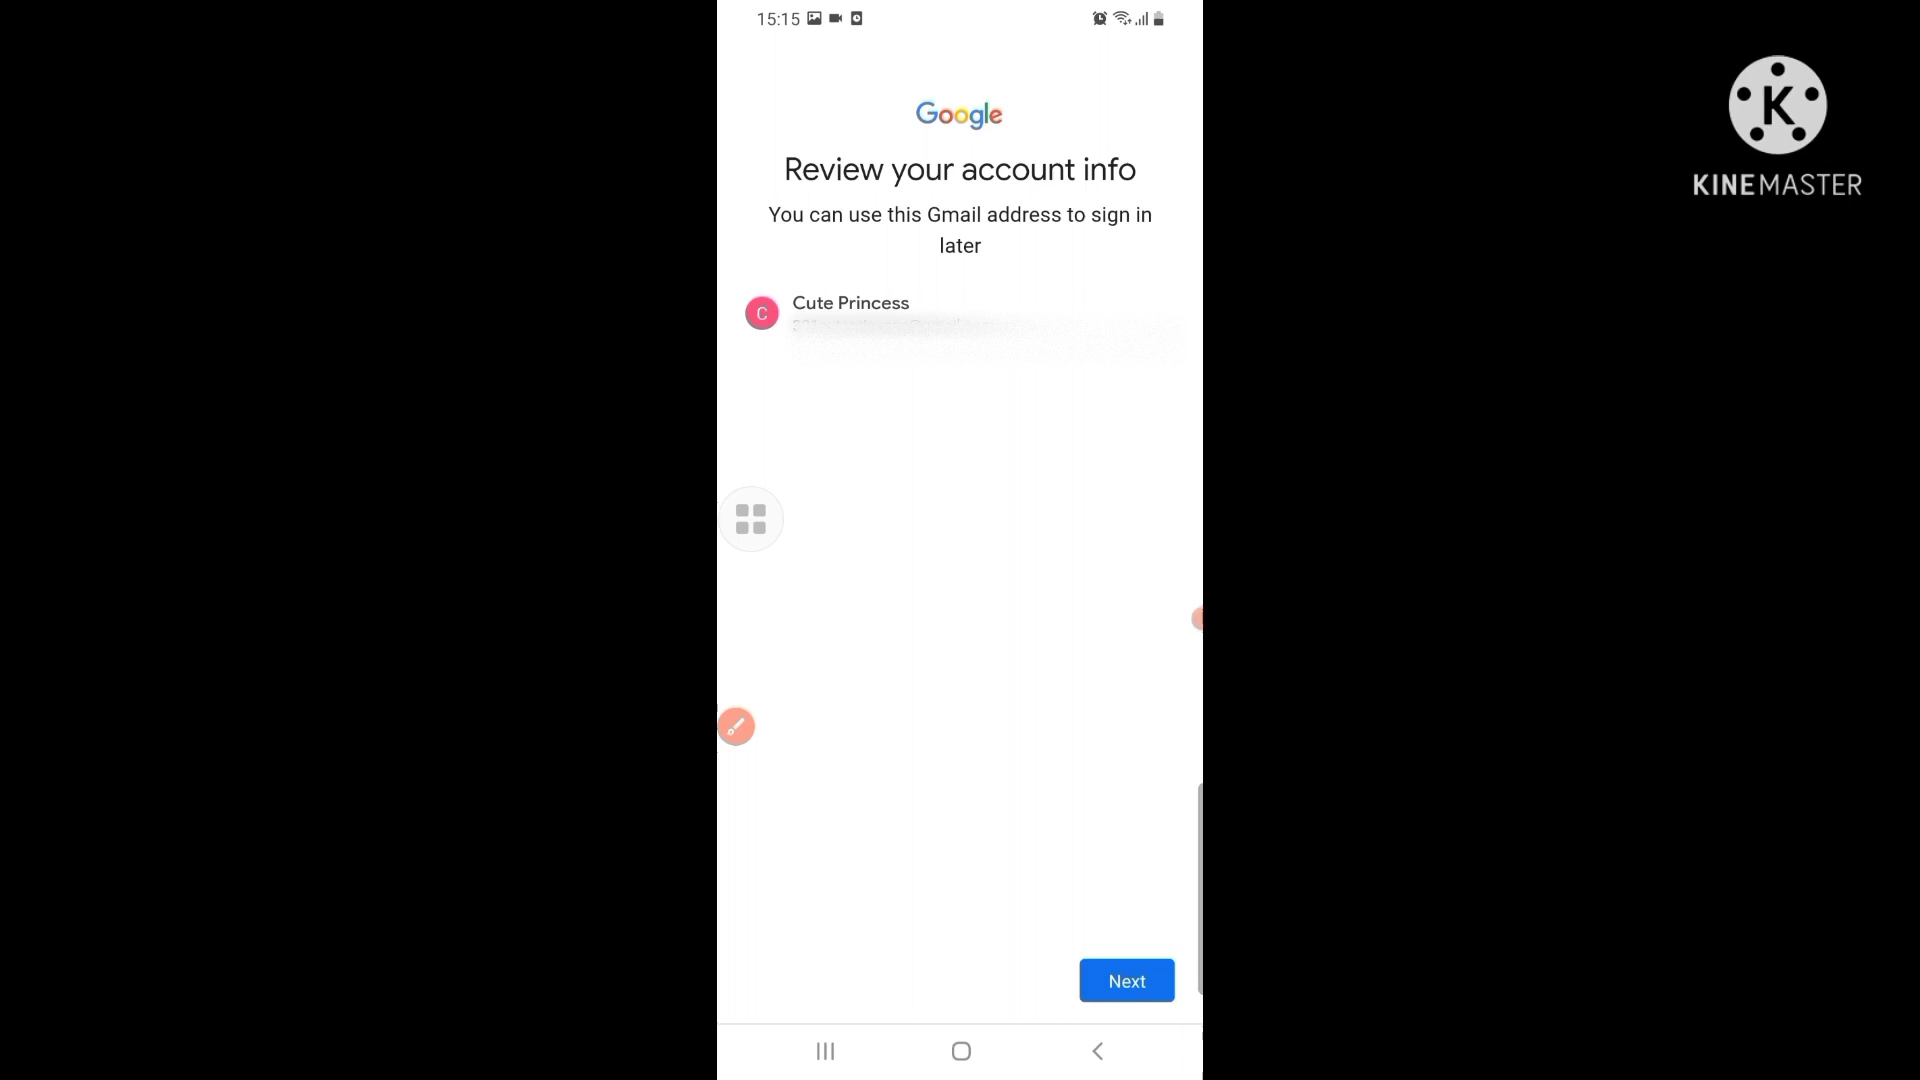 15:15
K
KINEMASTER
Google
Review your account info
You can use this Gmail address to sign in
later
C
Cute Princess
Next